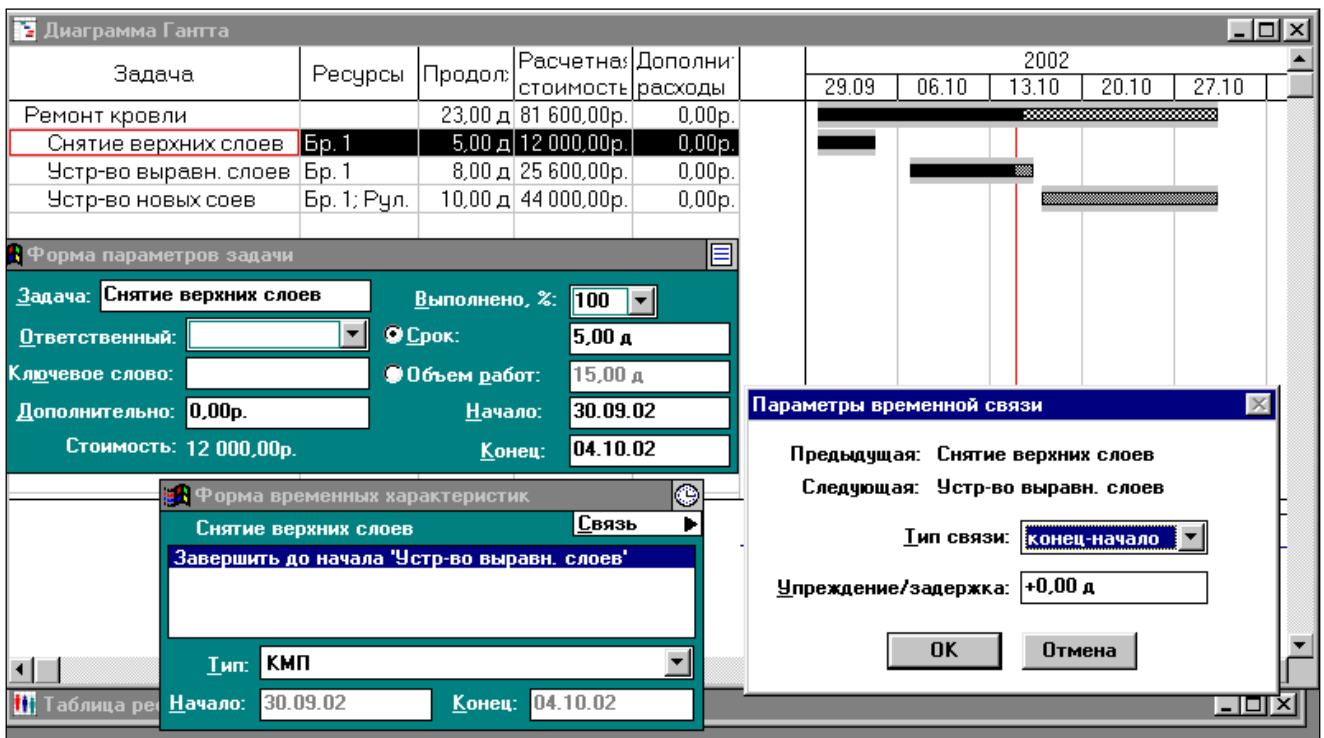 Диаграмма Гантта
Задача Ресурсы Продол: Расчетная стоимость Дополнит расходы 2002
29.09 06.10 13.10 20.10 27.10
Ремонт кровли 23,00 д 81 600,00р. 0,00р.
Снятие верхних слоев Бр. 1 5,00 д 12 000,00р. 0,00р.
Устр-во выравн. слоев Бр. 1 8,00 д 25 600,00р. 0,00р.
Устр-во новых соев Бр. 1; Рул. 10,00 д 44 000,00р. 0,00р.
Форма параметров задачи
Задача: Снятие верхних слоев Выполнено, %: 100
Ответственный: Срок: 5,00 д
Ключевое слово: Объем работ: 15,00 д
Дополнительно: 0,00р. Начало: 30.09.02
Стоимость: 12 000,00р. Конец: 04.10.02
Форма временных характеристик
Снятие верхних слоев Связь
Завершить до начала 'Устр-во выравн. слоев'
Тип: КМП
Начало: 30.09.02 Конец: 04.10.02
Параметры временной связи
Предыдущая: Снятие верхних слоев
Следующая: Устр-во выравн. слоев
Тип связи: конец-начало
Упреждение/задержка: +0,00 д
OK Отмена
Таблица рес